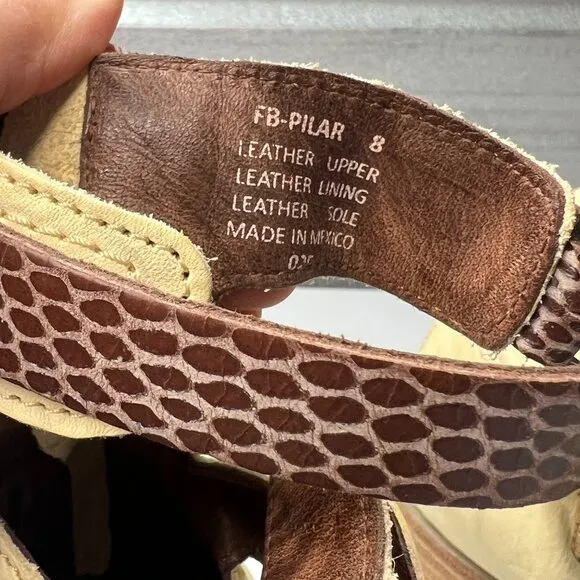 FB-PILAR 8
LEATHER UPPER
LEATHER LINING
LEATHER SOLE
MADE IN MEXICO